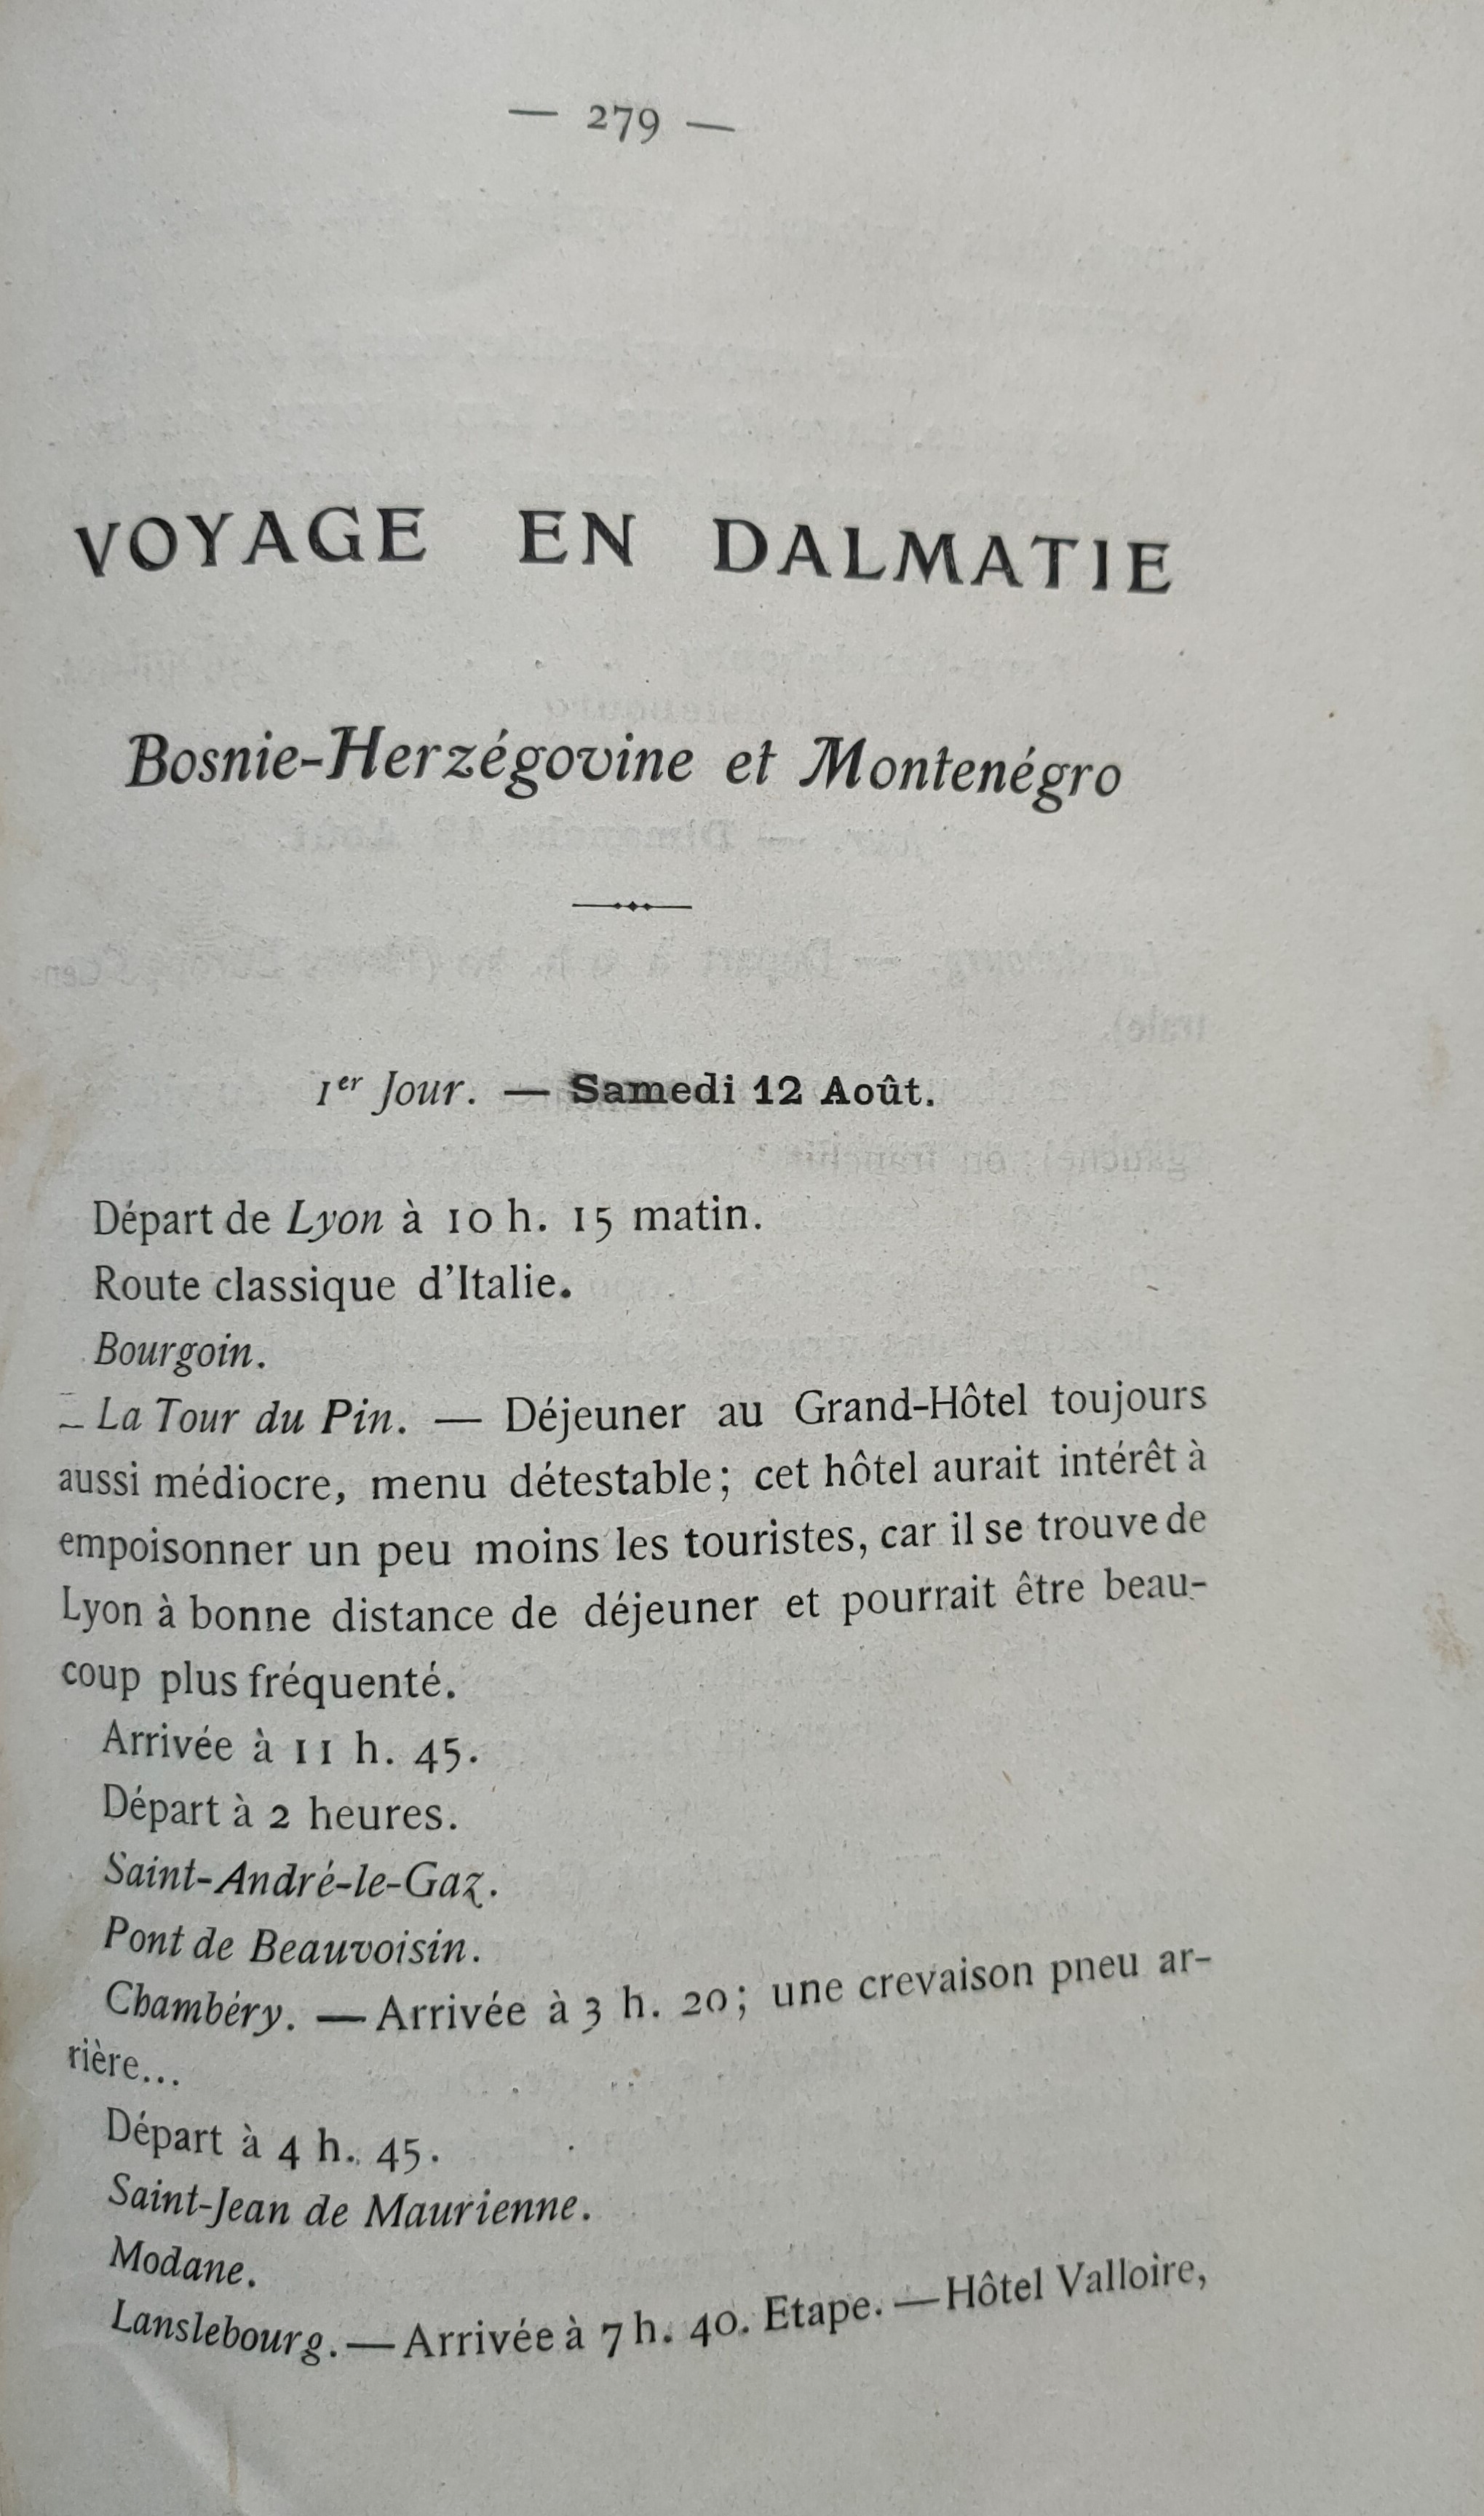 — 279 —
VOYAGE EN DALMATIE
Bosnie-Herzégovine et Monténégro
1er Jour. — Samedi 12 Août.
Départ de Lyon à 10 h. 15 matin.
Route classique d'Italie.
Bourgoin.
La Tour du Pin. — Déjeuner au Grand-Hôtel toujours
aussi médiocre, menu détestable; cet hôtel aurait intérêt à
empoisonner un peu moins les touristes, car il se trouve de
Lyon à bonne distance de déjeuner et pourrait être beau-
coup plus fréquenté.
Arrivée à 11 h. 45.
Départ à 2 heures.
Saint-André-le-Gaz.
Pont de Beauvoisin.
Chambéry. — Arrivée à 3 h. 20; une crevaison pneu ar-
rière...
Départ à 4 h. 45.
Saint-Jean de Maurienne.
Modane.
Lanslebourg. — Arrivée à 7 h. 40. Etape. — Hôtel Valloire,